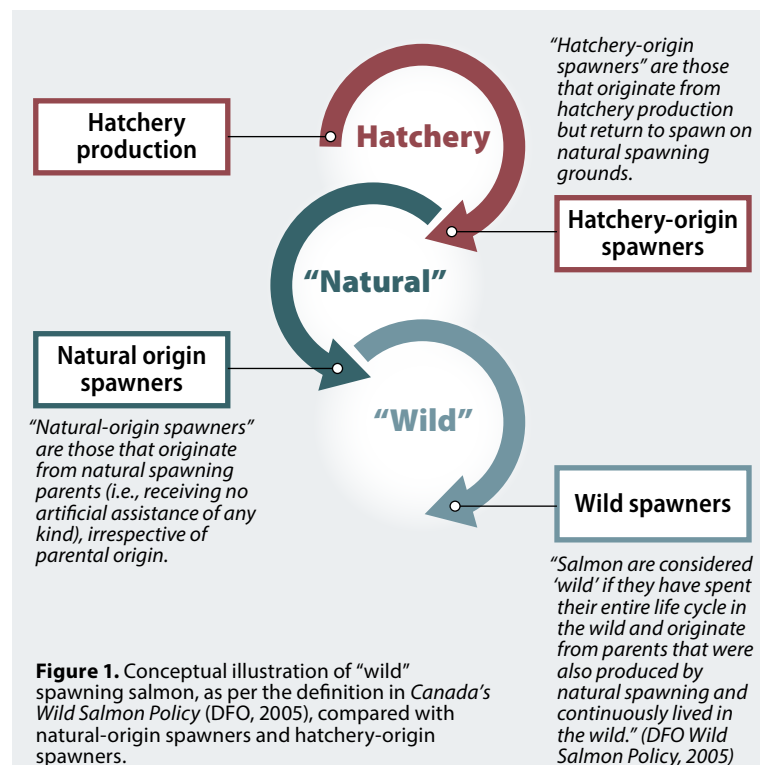 “Hatchery-origin
spawners” are those
that originate from
hatchery production
but return to spawn on
natural spawning
grounds.
Hatchery
production
Hatchery
Hatchery-origin
spawners
“Natural”
Natural origin
spawners
“Natural-origin spawners”
are those that originate
from natural spawning
parents (i.e., receiving no
artificial assistance of any
kind), irrespective of
parental origin.
“Wild”
Wild spawners
“Salmon are considered
‘wild’ if they have spent
their entire life cycle in
the wild and originate
from parents that were
also produced by
natural spawning and
continuously lived in
the wild.” (DFO Wild
Salmon Policy, 2005)
Figure 1. Conceptual illustration of “wild”
spawning salmon, as per the definition in Canada’s
Wild Salmon Policy (DFO, 2005), compared with
natural-origin spawners and hatchery-origin
spawners.